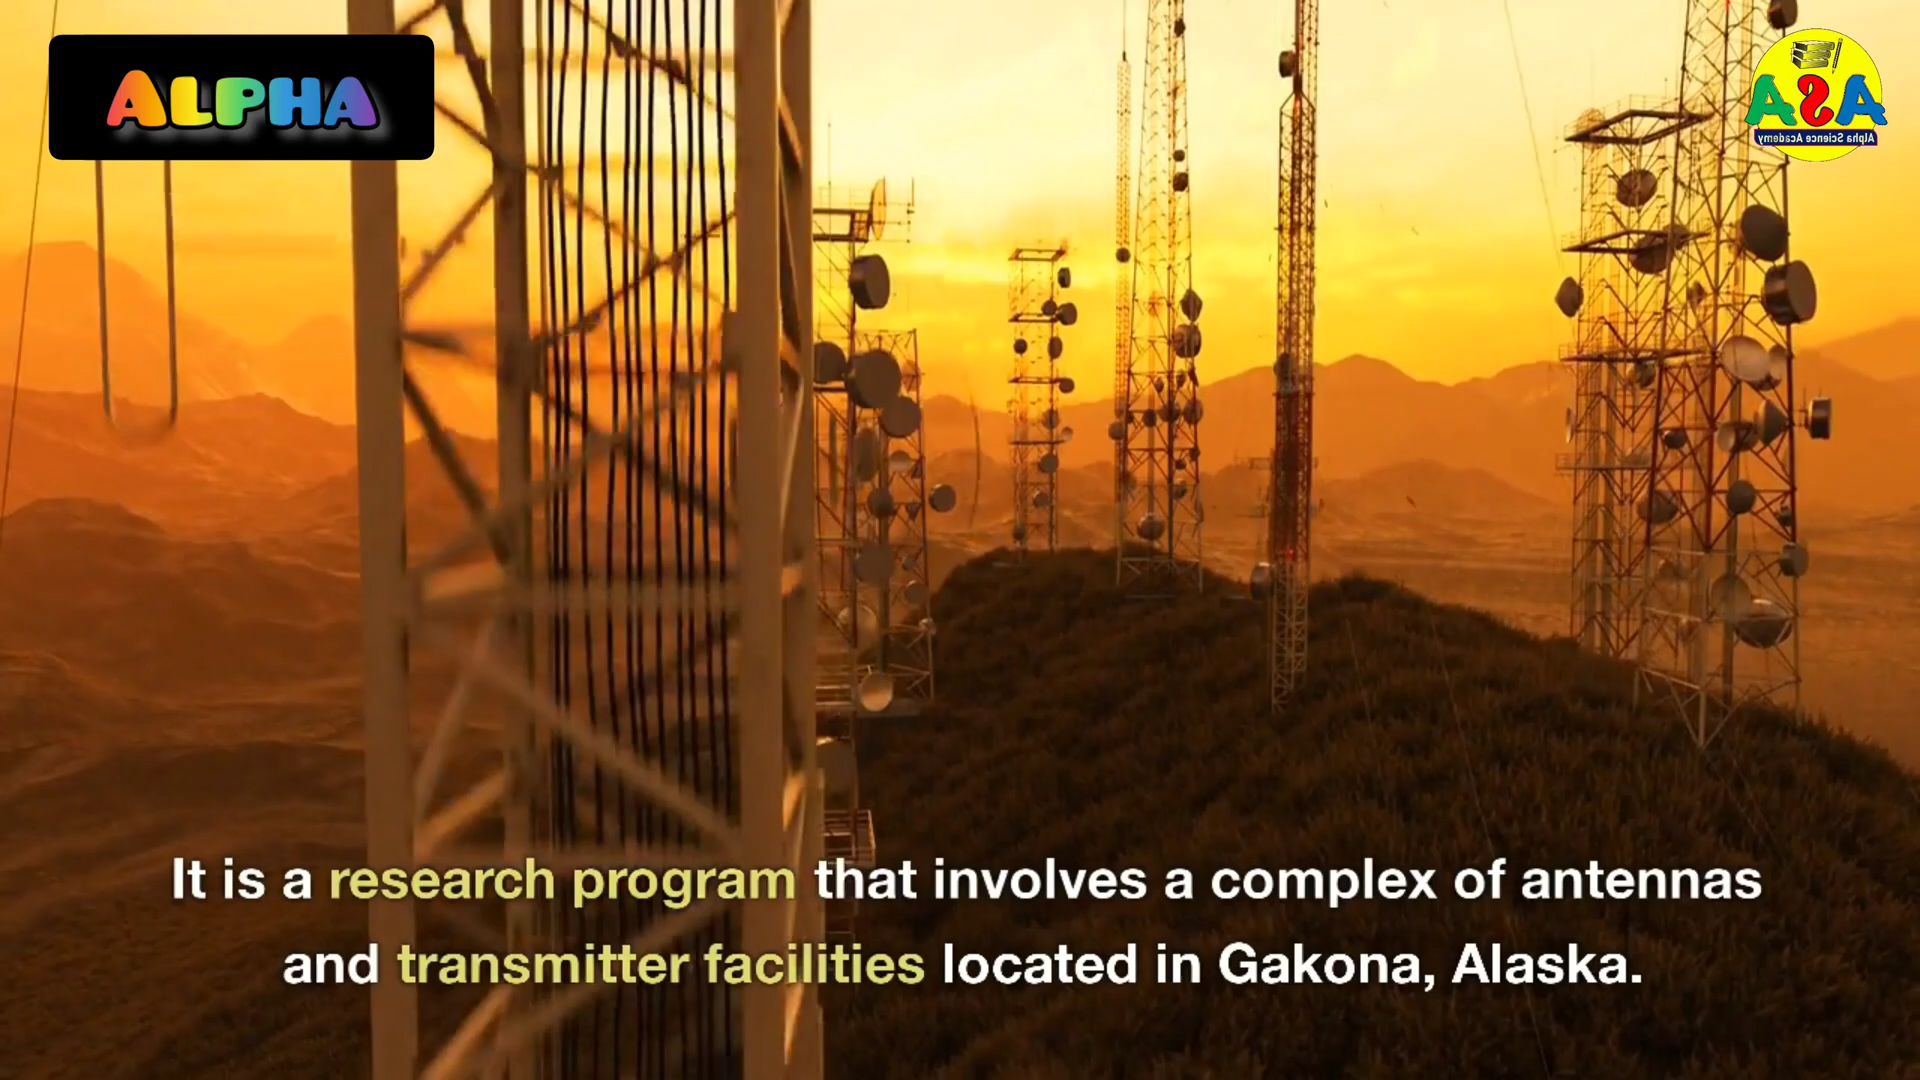 ALPHA
ASA
Alpha Science Academy
It is a research program that involves a complex of antennas
and transmitter facilities located in Gakona, Alaska.